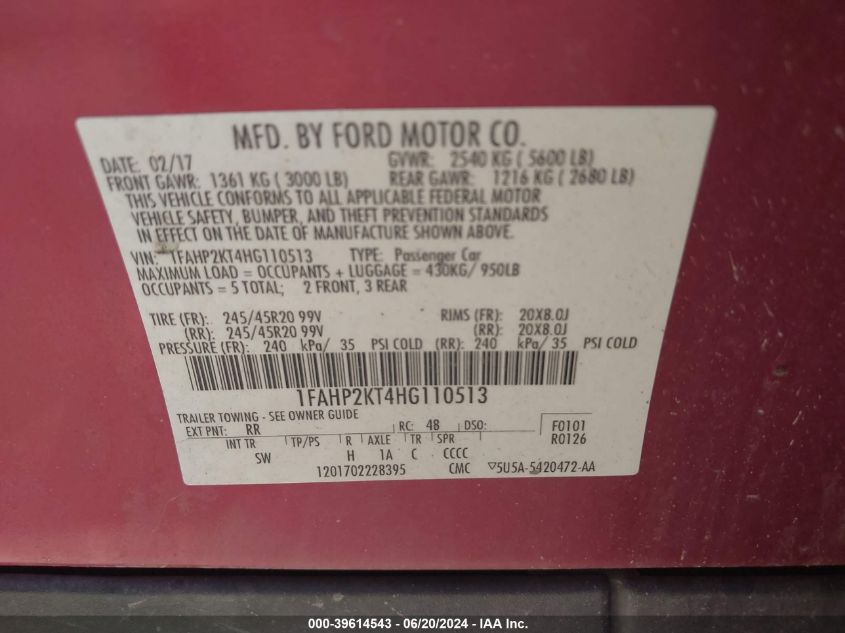 MFD. BY FORD MOTOR CO.
DATE: 02/17 GVWR: 2540 KG ( 5600 LB)
FRONT GAWR: 1361 KG ( 3000 LB) REAR GAWR: 1216 KG ( 2680 LB)
THIS VEHICLE CONFORMS TO ALL APPLICABLE FEDERAL MOTOR
VEHICLE SAFETY, BUMPER, AND THEFT PREVENTION STANDARDS
IN EFFECT ON THE DATE OF MANUFACTURE SHOWN ABOVE.
VIN: 1FAHP2KT4HG110513 TYPE: Passenger Car
MAXIMUM LOAD = OCCUPANTS + LUGGAGE = 430KG/ 950LB
OCCUPANTS = 5 TOTAL; 2 FRONT, 3 REAR
TIRE (FR): 245/45R20 99V RIMS (FR): 20X8.0J
(RR): 245/45R20 99V (RR): 20X8.0J
PRESSURE (FR): 240 kPa/ 35 PSI COLD (RR): 240 kPa/ 35 PSI COLD
1FAHP2KT4HG110513
TRAILER TOWING - SEE OWNER GUIDE
EXT PNT: RR RC: 48 DSO: F0101
R0126
INT TR TP/PS R AXLE TR SPR
SW H 1A C CCCC
1201702228395 CMC ▽5U5A-5420472-AA
000-39614543 - 06/20/2024 - IAA Inc.